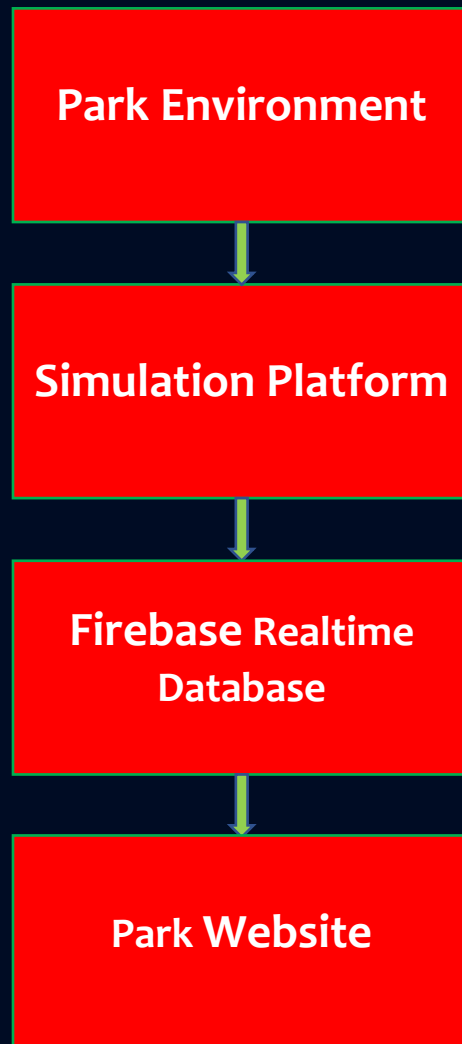 Park Environment
Simulation Platform
Firebase Realtime
Database
Park Website